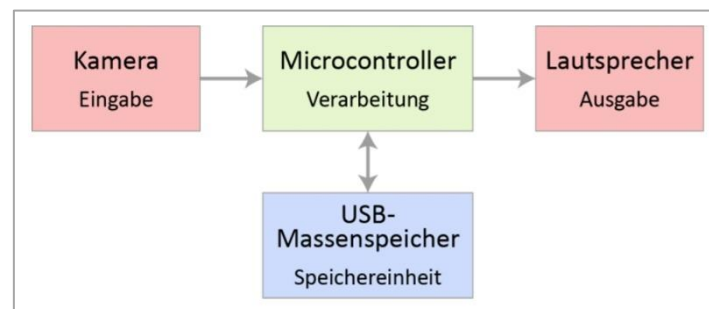 Kamera
Eingabe
Microcontroller
Verarbeitung
Lautsprecher
Ausgabe
USB-
Massenspeicher
Speichereinheit